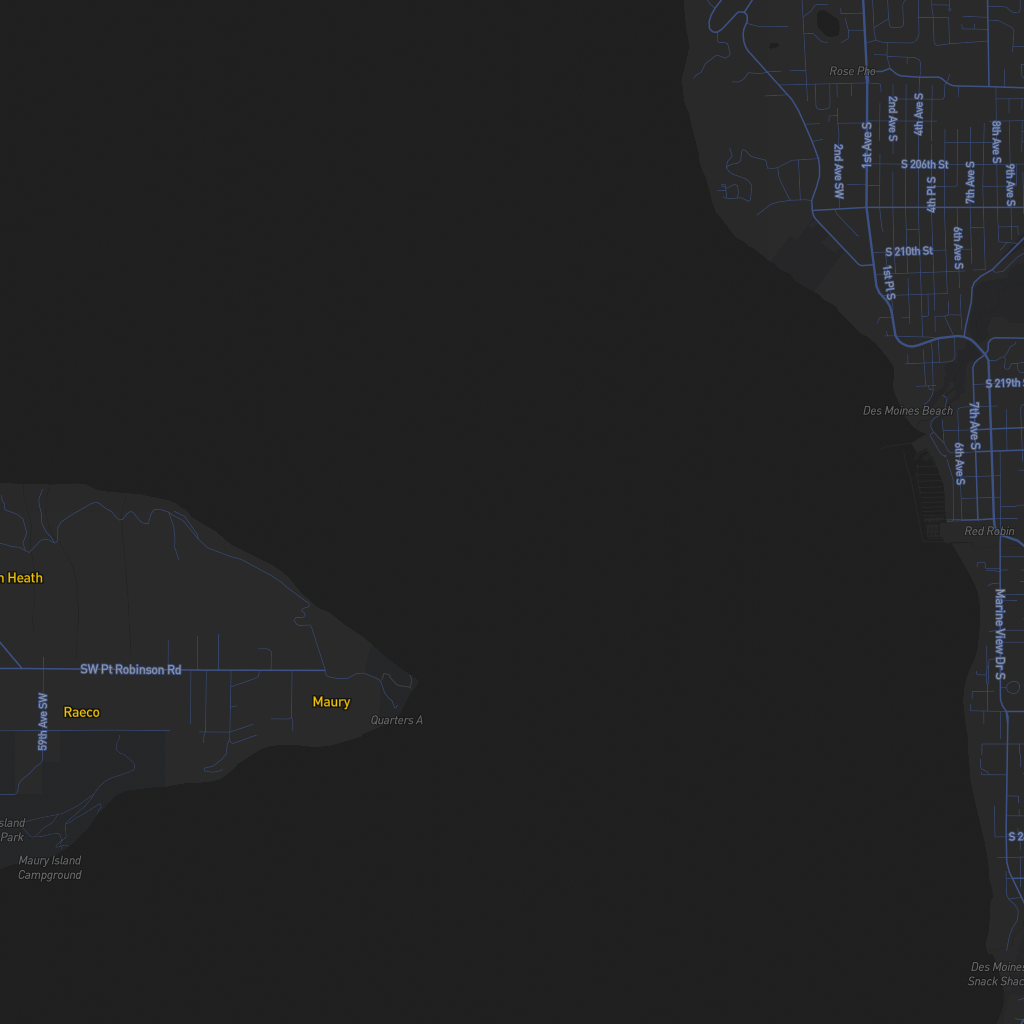 Rose Pho
2nd Ave S
4th Ave S
1st Ave S
8th Ave S
2nd Ave SW
S 206th St
7th Ave S
9th Ave S
4th Pl S
6th Ave S
S 210th St
1st Pl S
S 219th S
Des Moines Beach
7th Ave S
6th Ave S
Red Robin
n Heath
Marine View Dr S
SW Pt Robinson Rd
Maury
Raeco
59th Ave SW
Quarters A
sland
Park
S 2
Maury Island
Campground
Des Moines
Snack Shac